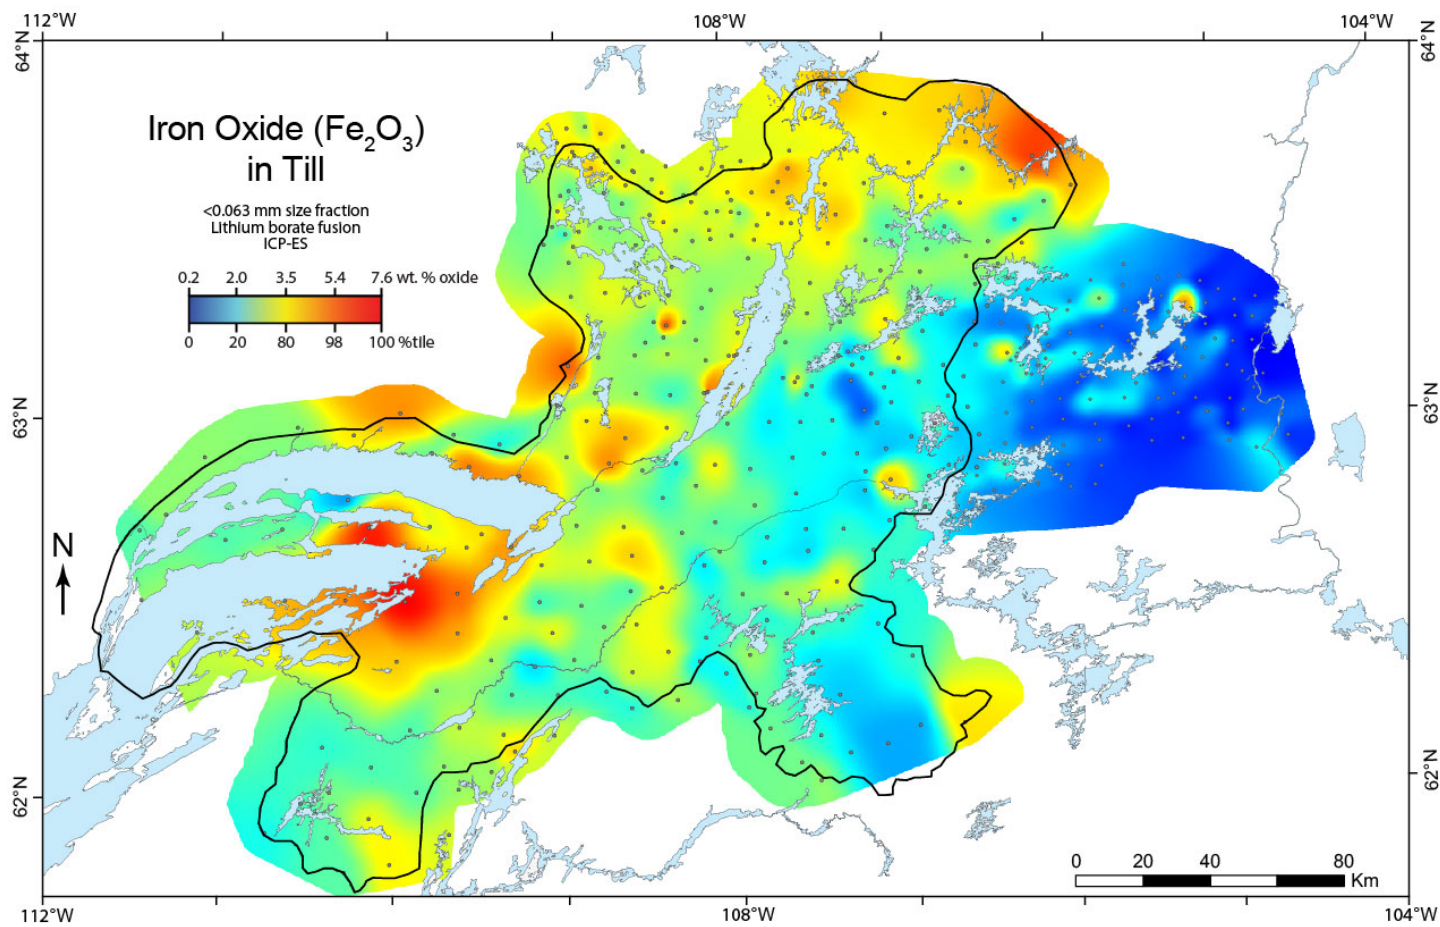 112°W 108°W 104°W
64°N 64°N
Iron Oxide (Fe₂O₃)
in Till
<0.063 mm size fraction
Lithium borate fusion
ICP-ES
0.2 2.0 3.5 5.4 7.6 wt. % oxide
0 20 80 98 100 %tile
63°N 63°N
N
62°N 62°N
0 20 40 80
Km
112°W 108°W 104°W